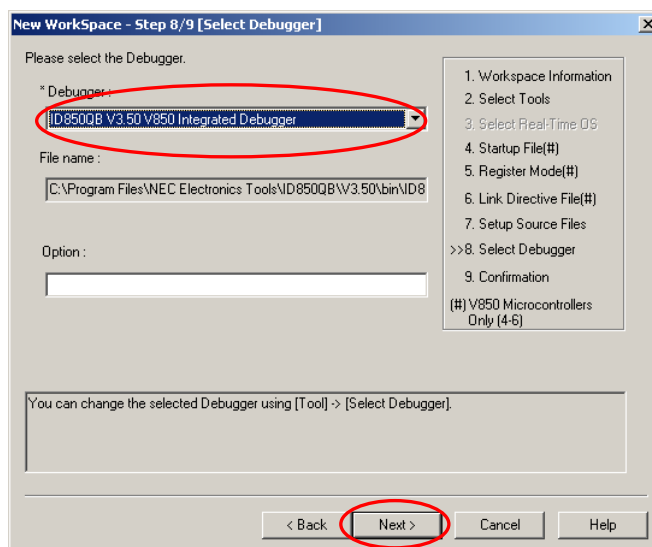 New WorkSpace - Step 8/9 [Select Debugger]
Please select the Debugger.
* Debugger :
ID850QB V3.50 V850 Integrated Debugger
File name :
C:\Program Files\NEC Electronics Tools\ID850QB\V3.50\bin\ID8
Option :
1. Workspace Information
2. Select Tools
3. Select Real-Time OS
4. Startup File(#)
5. Register Mode(#)
6. Link Directive File(#)
7. Setup Source Files
>>8. Select Debugger
9. Confirmation
(#) V850 Microcontrollers
Only (4-6)
You can change the selected Debugger using [Tool] -> [Select Debugger].
< Back
Next >
Cancel
Help